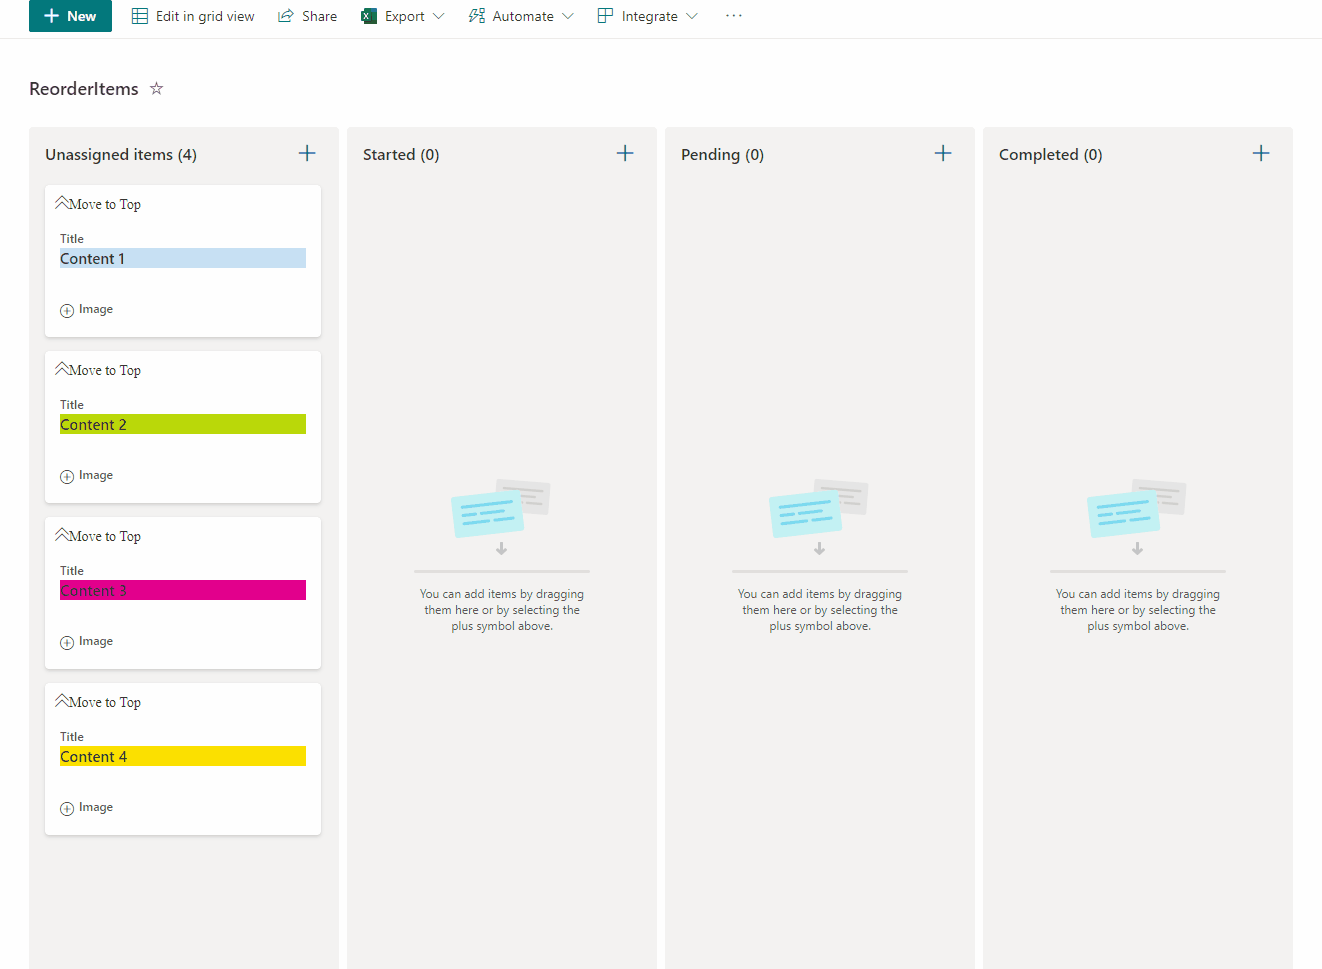 New Edit in grid view Share Export Automate Integrate ...
ReorderItems
Unassigned items (4)
Move to Top
Title
Content 1
Image
Move to Top
Title
Content 2
Image
Move to Top
Title
Content 3
Image
Move to Top
Title
Content 4
Image
Started (0)
You can add items by dragging
them here or by selecting the
plus symbol above.
Pending (0)
You can add items by dragging
them here or by selecting the
plus symbol above.
Completed (0)
You can add items by dragging
them here or by selecting the
plus symbol above.